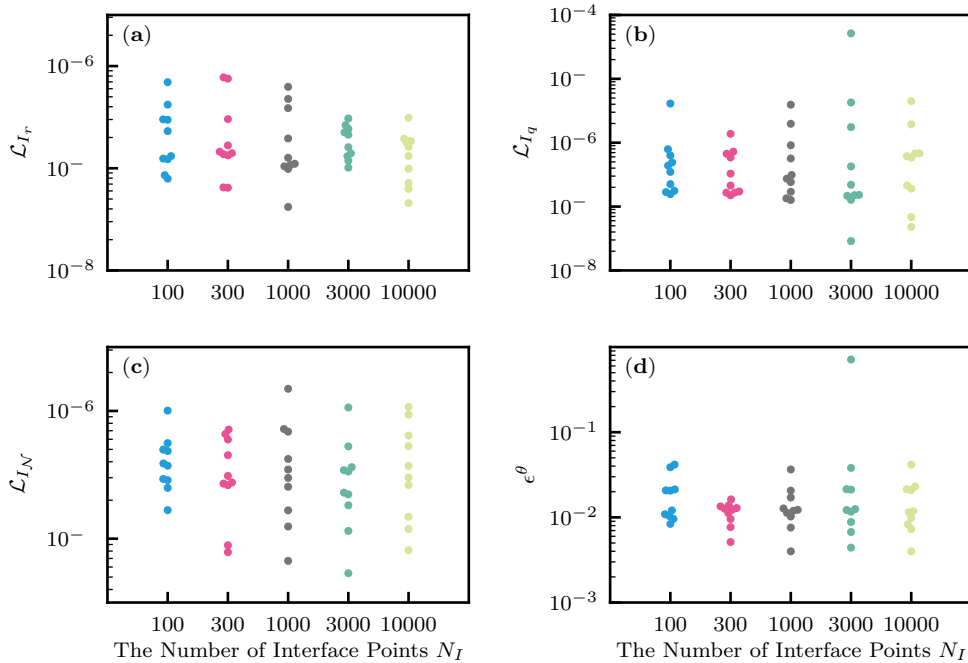 (a)
10⁻⁶
10⁻⁷
10⁻⁸
ℒ_{I_r}
100 300 1000 3000 10000
(b)
10⁻⁴
10⁻⁵
10⁻⁶
10⁻⁷
10⁻⁸
ℒ_{I_q}
100 300 1000 3000 10000
(c)
10⁻⁶
10⁻
ℒ_{I_𝒩}
100 300 1000 3000 10000
The Number of Interface Points N_I
(d)
10⁻¹
10⁻²
10⁻³
ϵ^θ
100 300 1000 3000 10000
The Number of Interface Points N_I